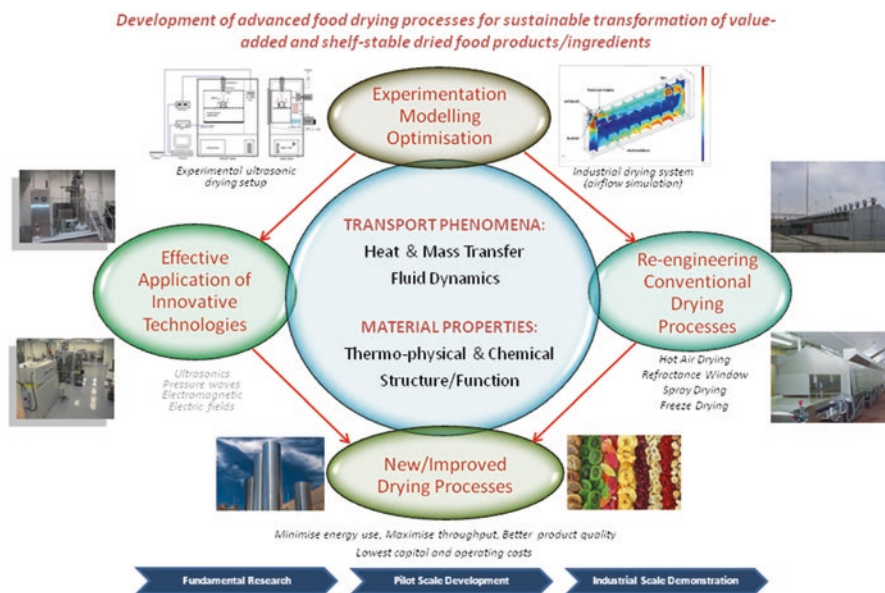 Development of advanced food drying processes for sustainable transformation of value-
added and shelf-stable dried food products/ingredients
Experimentation
Modelling
Optimisation
Experimental ultrasonic
drying setup
Industrial drying system
(airflow simulation)
TRANSPORT PHENOMENA:
Heat & Mass Transfer
Fluid Dynamics
MATERIAL PROPERTIES:
Thermo-physical & Chemical
Structure/Function
Effective
Application of
Innovative
Technologies
Re-engineering
Conventional
Drying
Processes
Ultrasonics
Pressure waves
Electromagnetic
Electric fields
Hot Air Drying
Refractance Window
Spray Drying
Freeze Drying
New/Improved
Drying Processes
Minimise energy use, Maximise throughput, Better product quality
Lowest capital and operating costs
Fundamental Research
Pilot Scale Development
Industrial Scale Demonstration